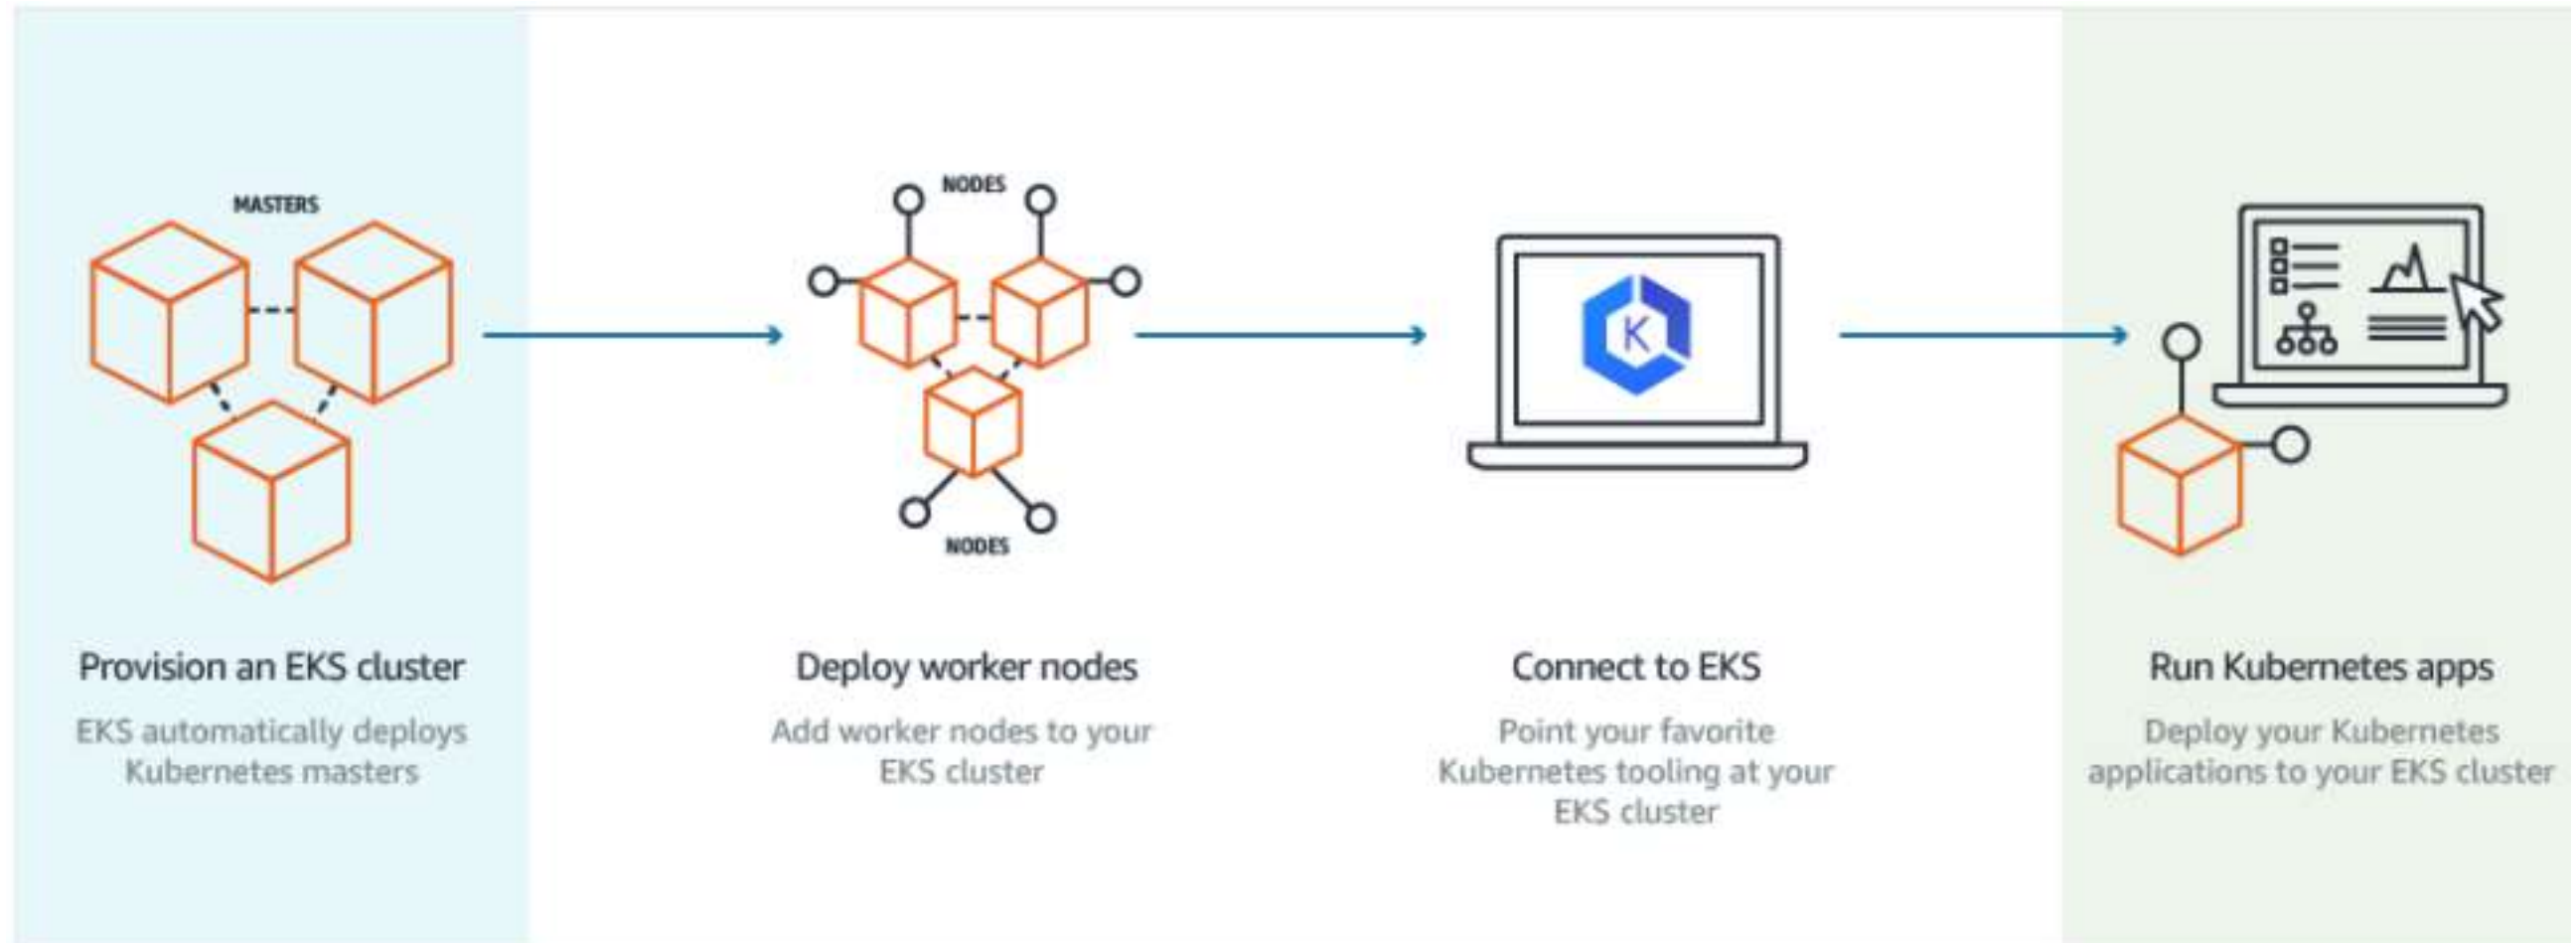 MASTERS
NODES
K
NODES
Provision an EKS cluster
EKS automatically deploys
Kubernetes masters
Deploy worker nodes
Add worker nodes to your
EKS cluster
Connect to EKS
Point your favorite
Kubernetes tooling at your
EKS cluster
Run Kubernetes apps
Deploy your Kubernetes
applications to your EKS cluster